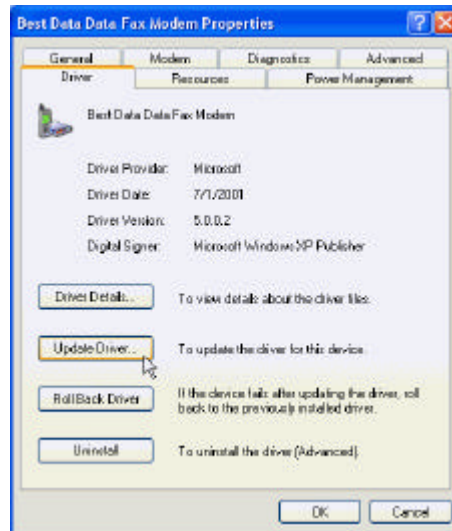 Best Data Data Fax Modem Properties
General Modem Diagnostics Advanced
Driver Resources Power Management
Best Data Data Fax Modem
Driver Provider: Microsoft
Driver Date: 7/1/2001
Driver Version: 5.0.0.2
Digital Signer: Microsoft Windows XP Publisher
Driver Details... To view details about the driver files.
Update Driver... To update the driver for this device.
Roll Back Driver If the device fails after updating the driver, roll
back to the previously installed driver.
Uninstall To uninstall the driver (Advanced).
OK Cancel